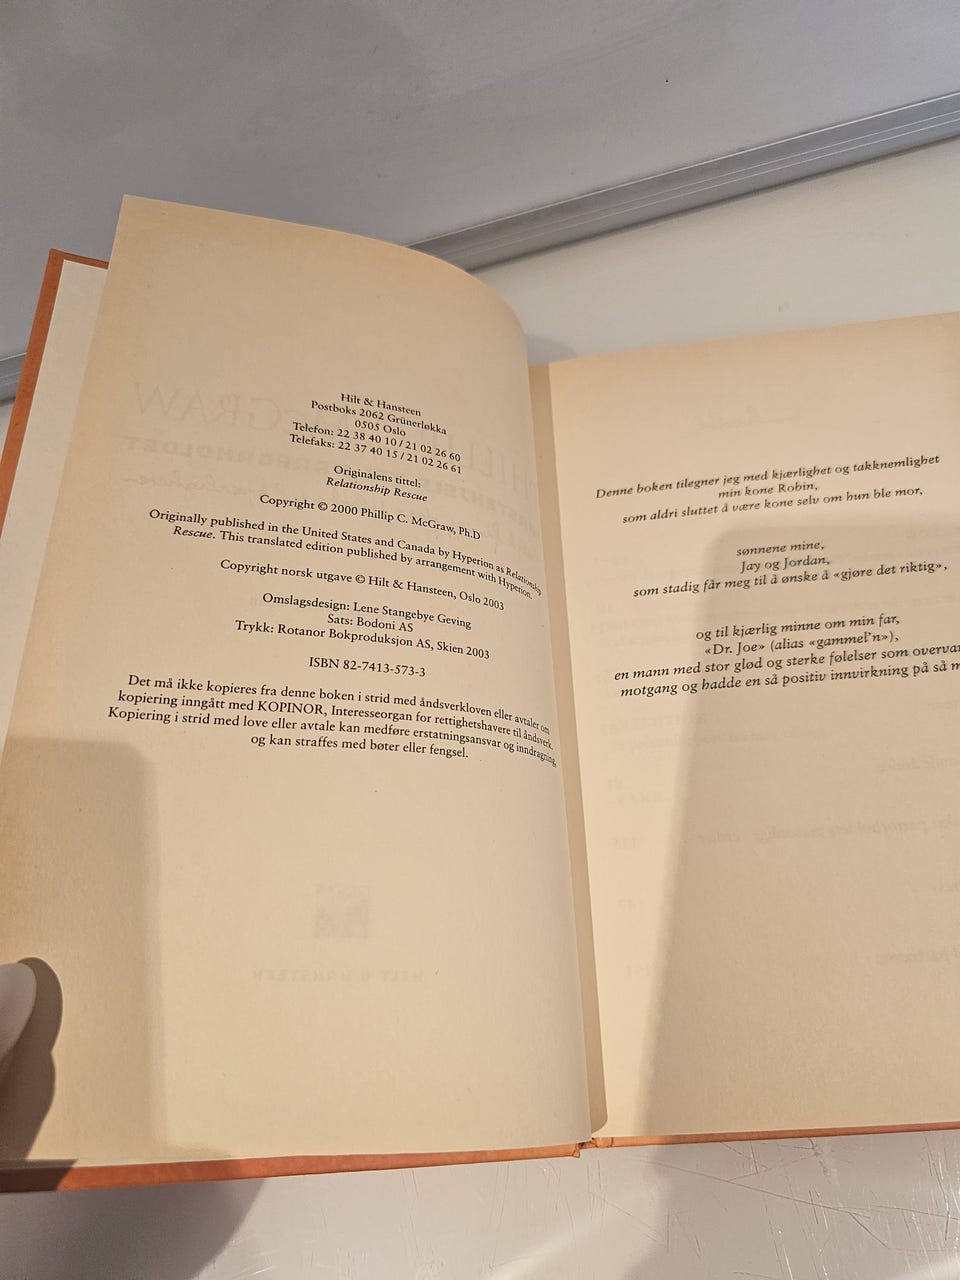 Hilt & Hansteen
Postboks 2062 Grünerløkka
0505 Oslo
Telefon: 22 38 40 10 / 21 02 26 60
Telefaks: 22 37 40 15 / 21 02 26 61
Originalens tittel:
Relationship Rescue
Copyright © 2000 Phillip C. McGraw, Ph.D
Originally published in the United States and Canada by Hyperion as Relationship
Rescue. This translated edition published by arrangement with Hyperion.
Copyright norsk utgave © Hilt & Hansteen, Oslo 2003
Omslagsdesign: Lene Stangebye Geving
Sats: Bodoni AS
Trykk: Rotanor Bokproduksjon AS, Skien 2003
ISBN 82-7413-573-3
Det må ikke kopieres fra denne boken i strid med åndsverkloven eller avtaler om
kopiering inngått med KOPINOR, Interesseorgan for rettighetshavere til åndsverk.
Kopiering i strid med love eller avtale kan medføre erstatningsansvar og inndragning,
og kan straffes med bøter eller fengsel.
Denne boken tilegner jeg med kjærlighet og takknemlighet
min kone Robin,
som aldri sluttet å være kone selv om hun ble mor,
sønnene mine,
Jay og Jordan,
som stadig får meg til å ønske å «gjøre det riktig»,
og til kjærlig minne om min far,
«Dr. Joe» (alias «gammel'n»),
en mann med stor glød og sterke følelser som
motgang og hadde en så positiv innvirkning på så